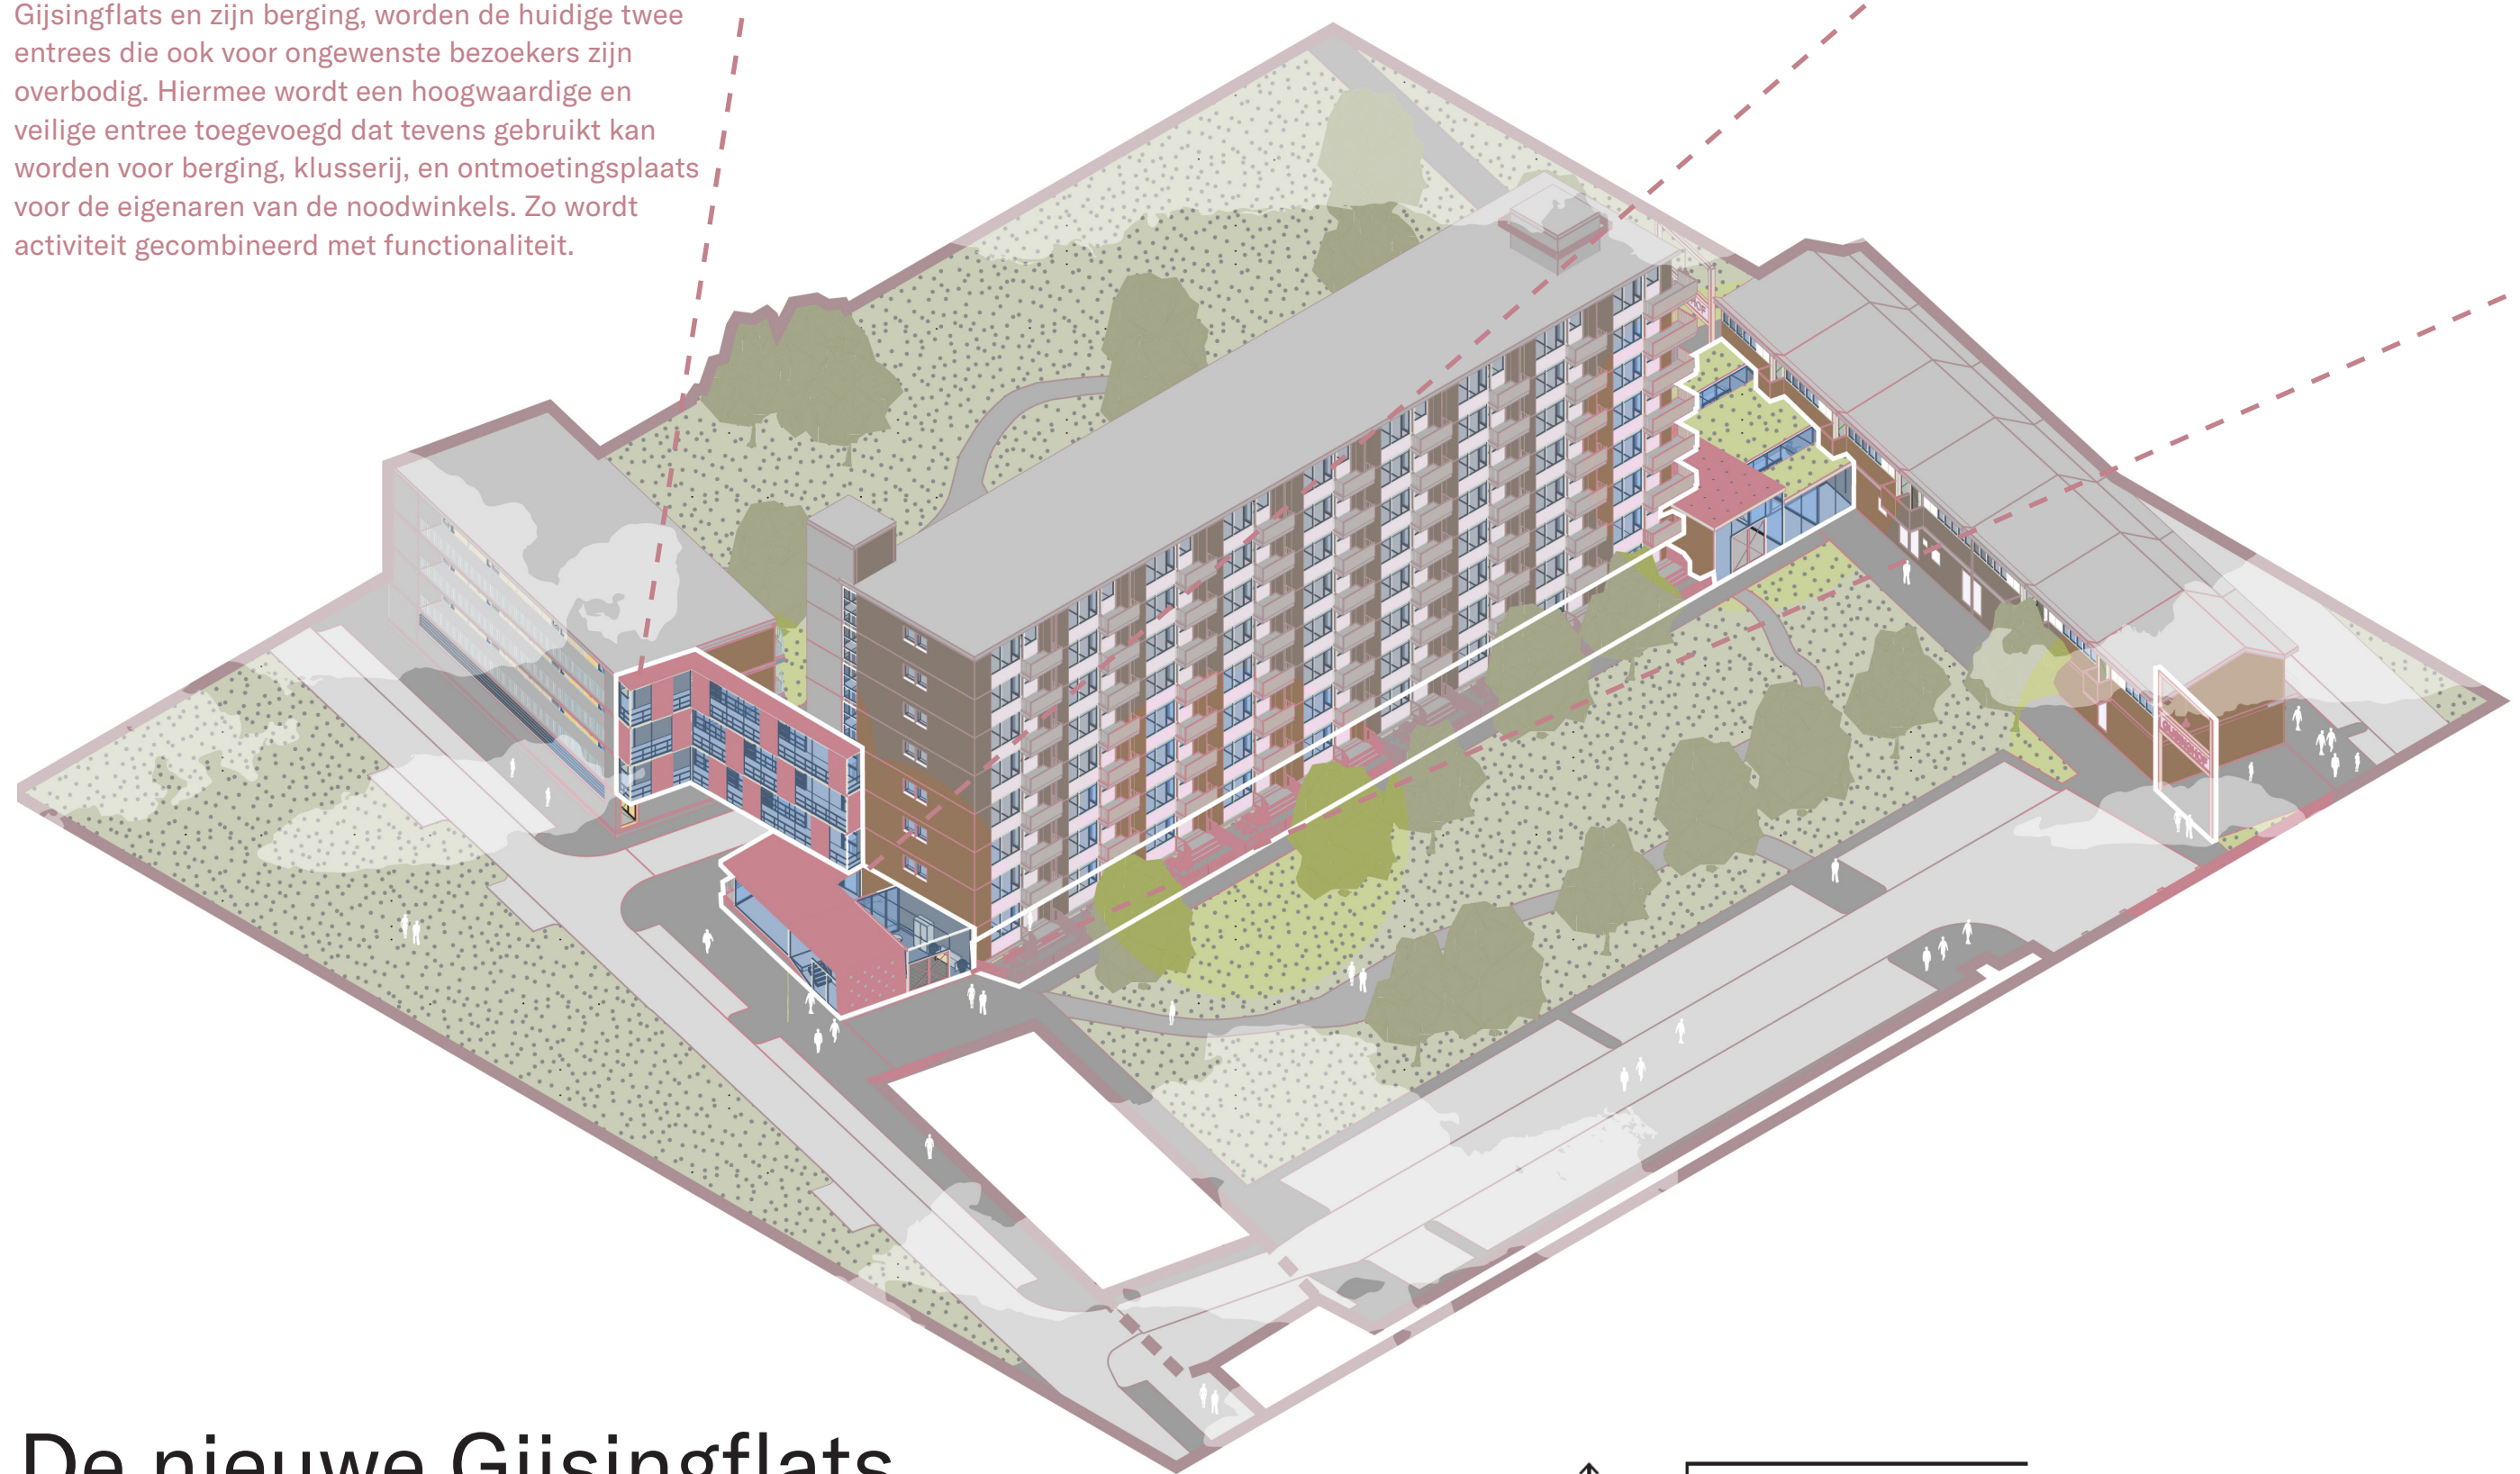 Gijsingflats en zijn berging, worden de huidige twee
entrees die ook voor ongewenste bezoekers zijn
overbodig. Hiermee wordt een hoogwaardige en
veilige entree toegevoegd dat tevens gebruikt kan
worden voor berging, klusserij, en ontmoetingsplaats
voor de eigenaren van de noodwinkels. Zo wordt
activiteit gecombineerd met functionaliteit.
De nieuwe Gijsingflats